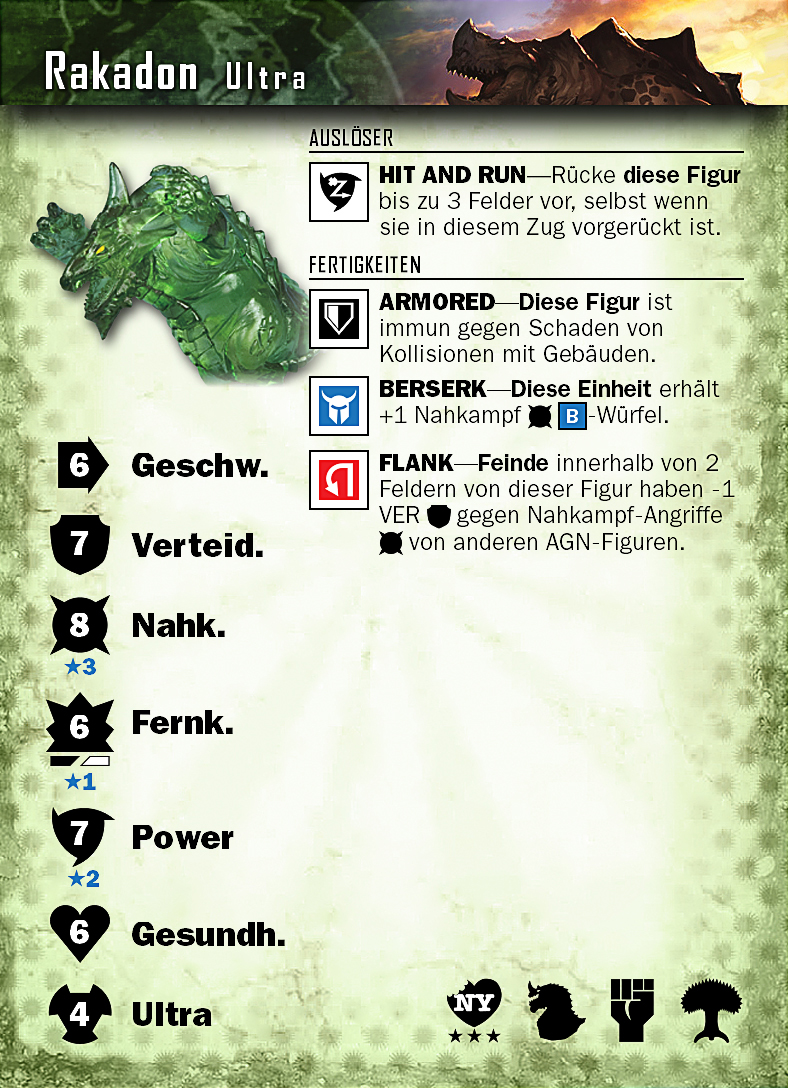 Rakadon Ultra
AUSLÖSER
Z
HIT AND RUN—Rücke diese Figur
bis zu 3 Felder vor, selbst wenn
sie in diesem Zug vorgerückt ist.
FERTIGKEITEN
ARMORED—Diese Figur ist
immun gegen Schaden von
Kollisionen mit Gebäuden.
BERSERK—Diese Einheit erhält
+1 Nahkampf B-Würfel.
FLANK—Feinde innerhalb von 2
Feldern von dieser Figur haben -1
VER gegen Nahkampf-Angriffe
von anderen AGN-Figuren.
6 Geschw.
7 Verteid.
8 Nahk.
★3
6 Fernk.
★1
7 Power
★2
6 Gesundh.
4 Ultra
NY
★★★